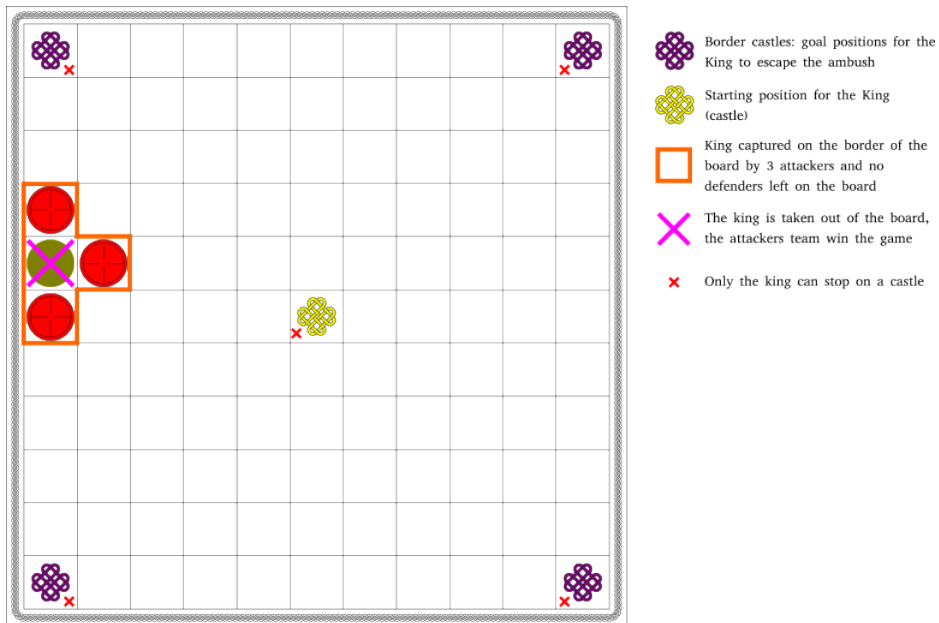 Border castles: goal positions for the
King to escape the ambush
Starting position for the King
(castle)
King captured on the border of the
board by 3 attackers and no
defenders left on the board
The king is taken out of the board,
the attackers team win the game
Only the king can stop on a castle